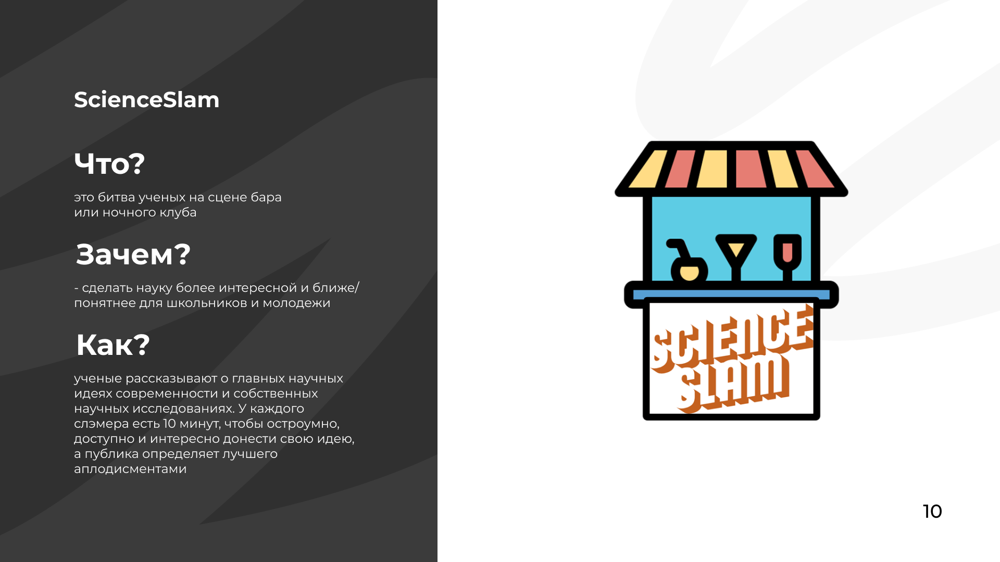 ScienceSlam
Что?
это битва ученых на сцене бара
или ночного клуба
Зачем?
- сделать науку более интересной и ближе/
понятнее для школьников и молодежи
Как?
ученые рассказывают о главных научных
идеях современности и собственных
научных исследованиях. У каждого
слэмера есть 10 минут, чтобы остроумно,
доступно и интересно донести свою идею,
а публика определяет лучшего
аплодисментами
SCIENCE
SLAM
10